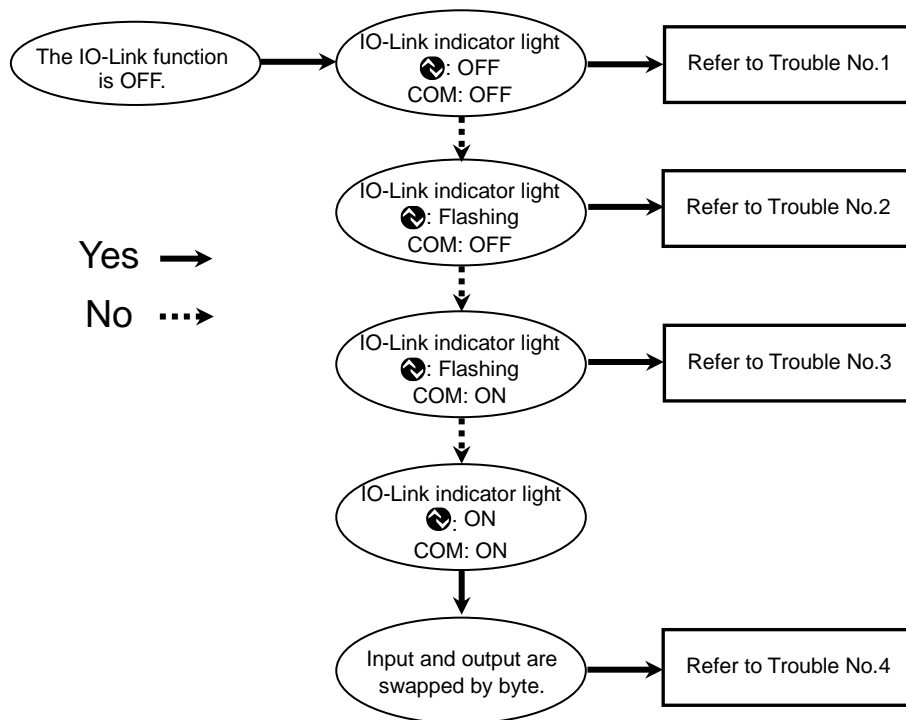 The IO-Link function
is OFF.
IO-Link indicator light
: OFF
COM: OFF
Refer to Trouble No.1
IO-Link indicator light
: Flashing
COM: OFF
Refer to Trouble No.2
Yes
No
IO-Link indicator light
: Flashing
COM: ON
Refer to Trouble No.3
IO-Link indicator light
: ON
COM: ON
Input and output are
swapped by byte.
Refer to Trouble No.4